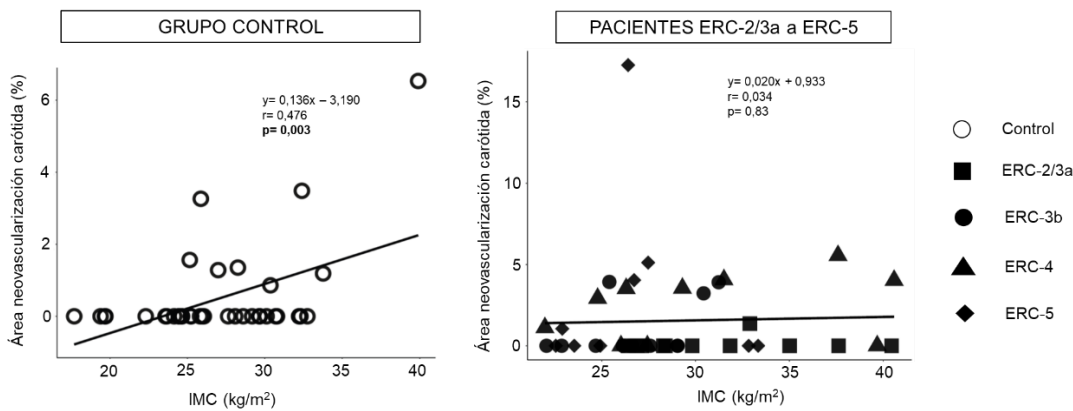 GRUPO CONTROL
Área neovascularización carótida (%)
6
4
2
0
y= 0,136x – 3,190
r= 0,476
p= 0,003
20
25
30
35
40
IMC (kg/m²)
PACIENTES ERC-2/3a a ERC-5
Área neovascularización carótida (%)
15
10
5
0
y= 0,020x + 0,933
r= 0,034
p= 0,83
25
30
35
40
IMC (kg/m²)
Control
ERC-2/3a
ERC-3b
ERC-4
ERC-5